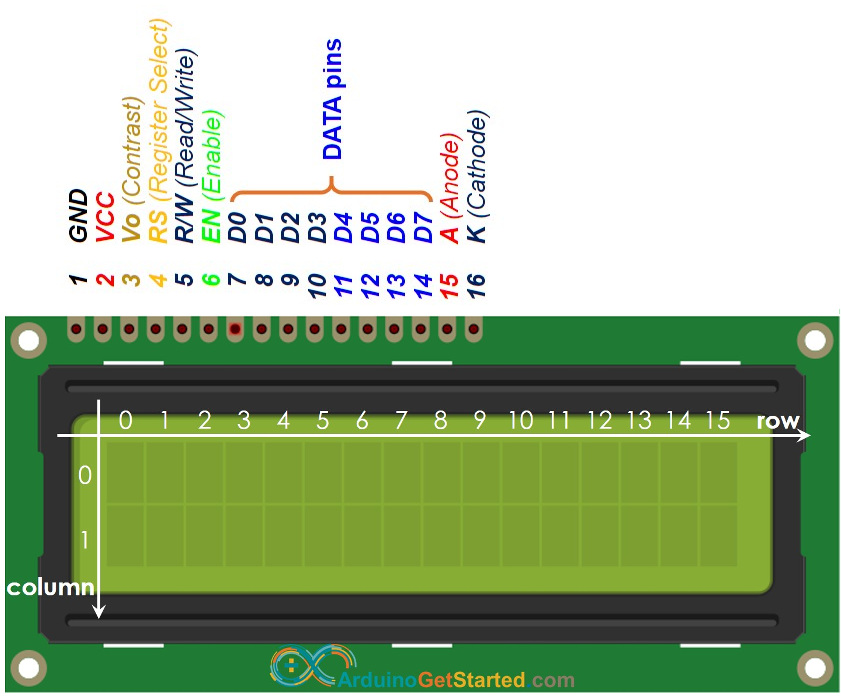 1 GND
2 VCC
3 Vo (Contrast)
4 RS (Register Select)
5 R/W (Read/Write)
6 EN (Enable)
DATA pins
7 D0
8 D1
9 D2
10 D3
11 D4
12 D5
13 D6
14 D7
15 A (Anode)
16 K (Cathode)
0 1 2 3 4 5 6 7 8 9 10 11 12 13 14 15 row
0
1
column
ArduinoGetStarted.com